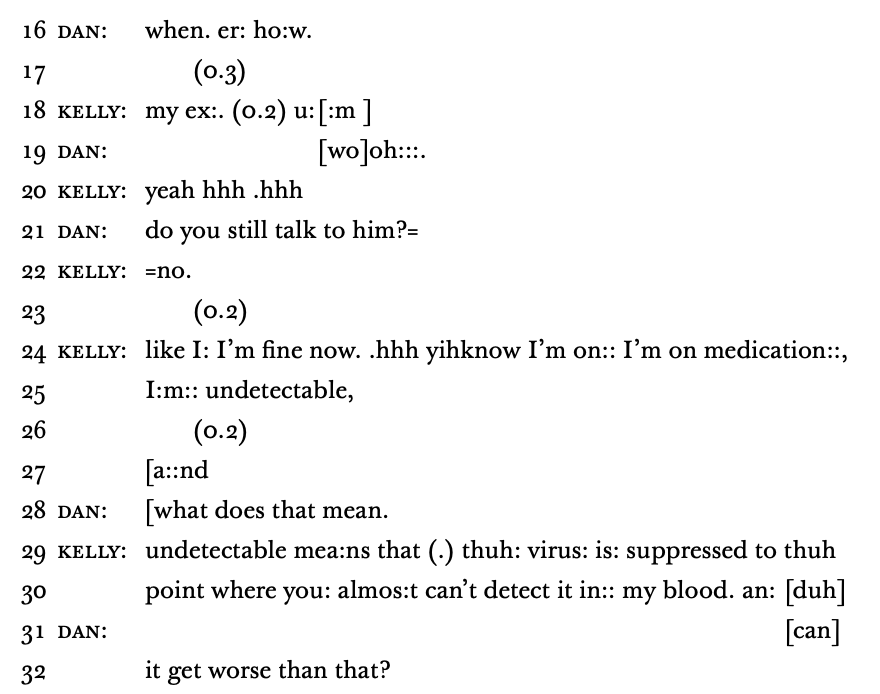 16 DAN: when. er: ho:w.
17 (0.3)
18 KELLY: my ex:. (0.2) u:[:m ]
19 DAN: [wo]oh:::.
20 KELLY: yeah hhh .hhh
21 DAN: do you still talk to him?=
22 KELLY: =no.
23 (0.2)
24 KELLY: like I: I’m fine now. .hhh yihknow I’m on:: I’m on medication::,
25 I:m:: undetectable,
26 (0.2)
27 [a::nd
28 DAN: [what does that mean.
29 KELLY: undetectable mea:ns that (.) thuh: virus: is: suppressed to thuh
30 point where you: almos:t can’t detect it in:: my blood. an: [duh]
31 DAN: [can]
32 it get worse than that?